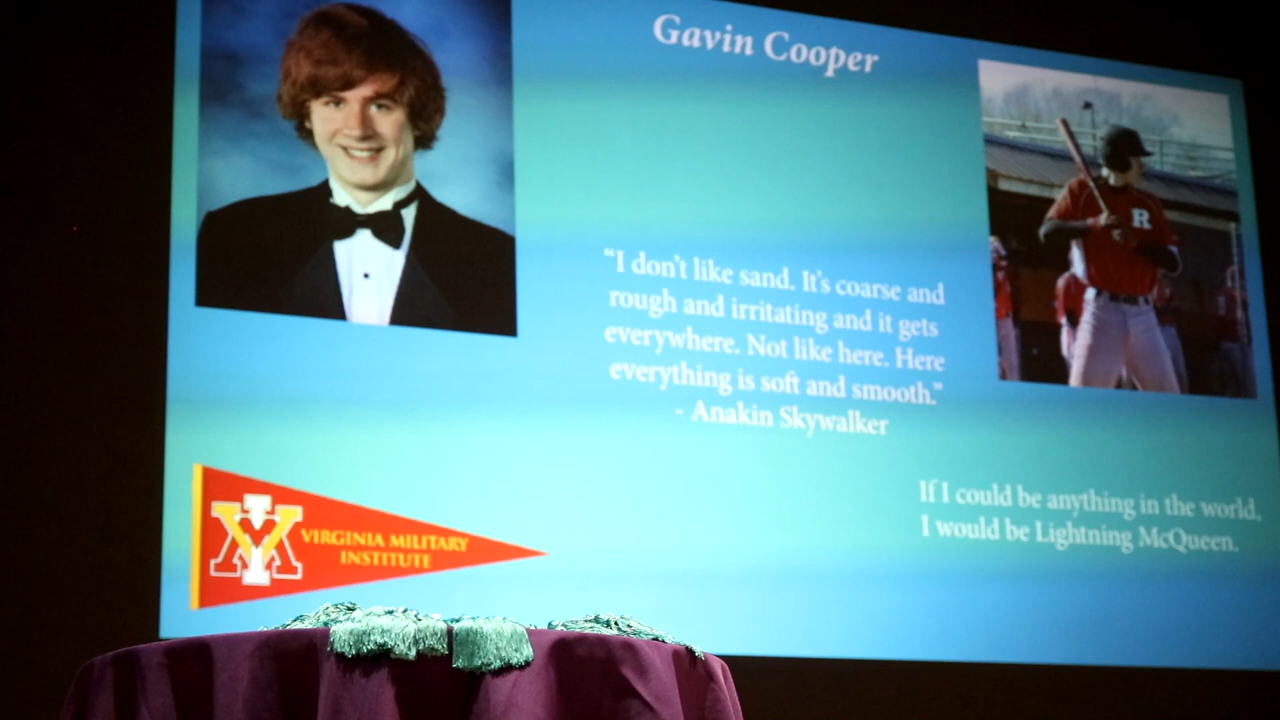 Gavin Cooper
R
“I don't like sand. It's coarse and
rough and irritating and it gets
everywhere. Not like here. Here
everything is soft and smooth.”
- Anakin Skywalker
If I could be anything in the world,
I would be Lightning McQueen.
VMI
VIRGINIA MILITARY
INSTITUTE